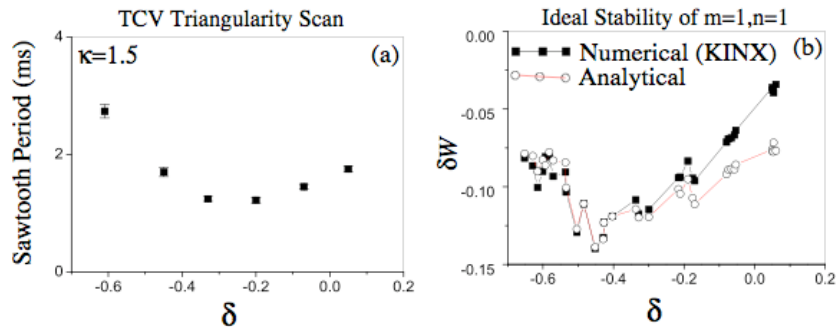 TCV Triangularity Scan
4
κ=1.5
(a)
Sawtooth Period (ms)
2
0
-0.6 -0.4 -0.2 0.0 0.2
δ
Ideal Stability of m=1,n=1
0.00
Numerical (KINX)
(b)
Analytical
-0.05
δW
-0.10
-0.15
-0.6 -0.4 -0.2 0.0 0.2
δ